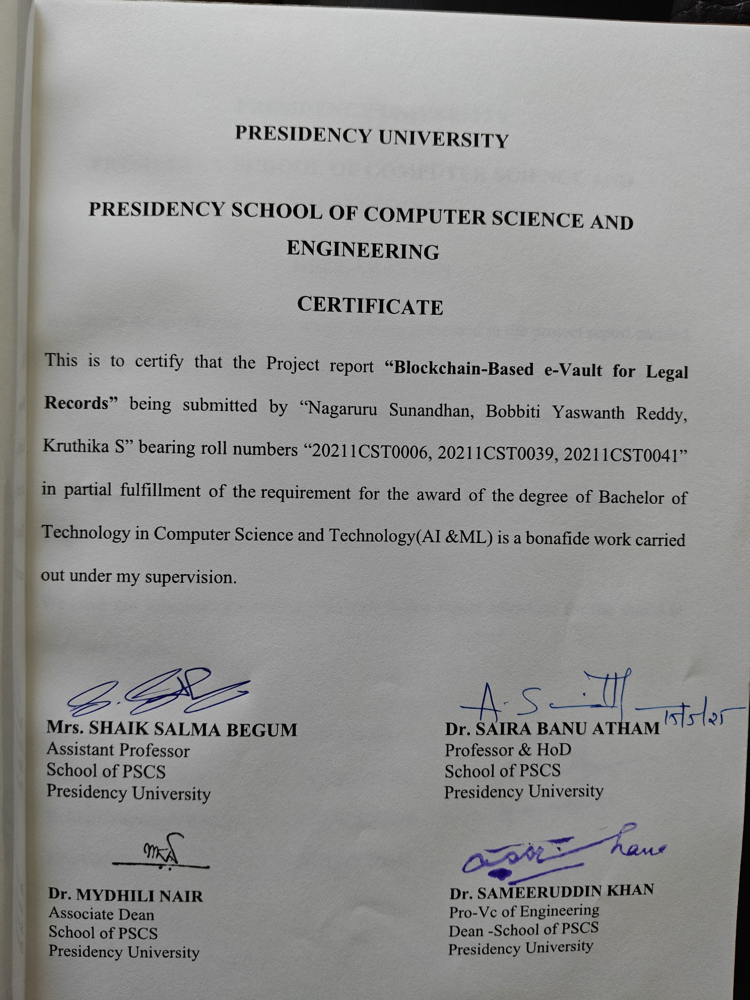 PRESIDENCY UNIVERSITY
PRESIDENCY SCHOOL OF COMPUTER SCIENCE AND
ENGINEERING
CERTIFICATE
This is to certify that the Project report “Blockchain-Based e-Vault for Legal
Records” being submitted by “Nagaruru Sunandhan, Bobbiti Yaswanth Reddy,
Kruthika S” bearing roll numbers “20211CST0006, 20211CST0039, 20211CST0041”
in partial fulfillment of the requirement for the award of the degree of Bachelor of
Technology in Computer Science and Technology(AI &ML) is a bonafide work carried
out under my supervision.
15/5/25
Mrs. SHAIK SALMA BEGUM
Assistant Professor
School of PSCS
Presidency University
Dr. SAIRA BANU ATHAM
Professor & HoD
School of PSCS
Presidency University
Dr. MYDHILI NAIR
Associate Dean
School of PSCS
Presidency University
Dr. SAMEERUDDIN KHAN
Pro-Vc of Engineering
Dean -School of PSCS
Presidency University